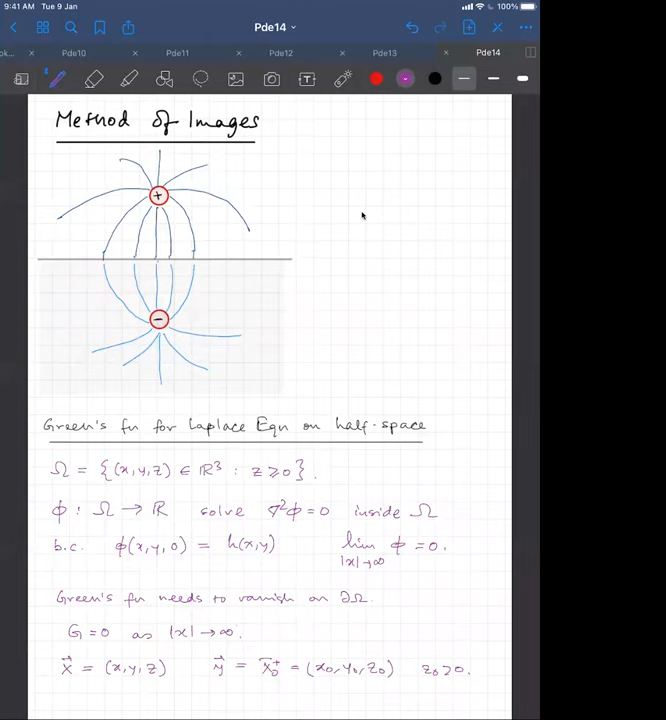 9:41 AM Tue 9 Jan 100%
Pde14
ok... × Pde10 × Pde11 × Pde12 × Pde13 × Pde14
T
Method of Images
+
−
Green's fn for Laplace Eqn on half-space
Ω = {(x,y,z) ∈ ℝ³ : z ≥ 0}.
ϕ : Ω → ℝ solve ∇²ϕ = 0 inside Ω
b.c. ϕ(x,y,0) = h(x,y) lim ϕ = 0.
|x|→∞
Green's fn needs to vanish on ∂Ω.
G = 0 as |x| → ∞.
x⃗ = (x,y,z) y⃗ = x⃗₀⁺ = (x₀,y₀,z₀) z₀>0.